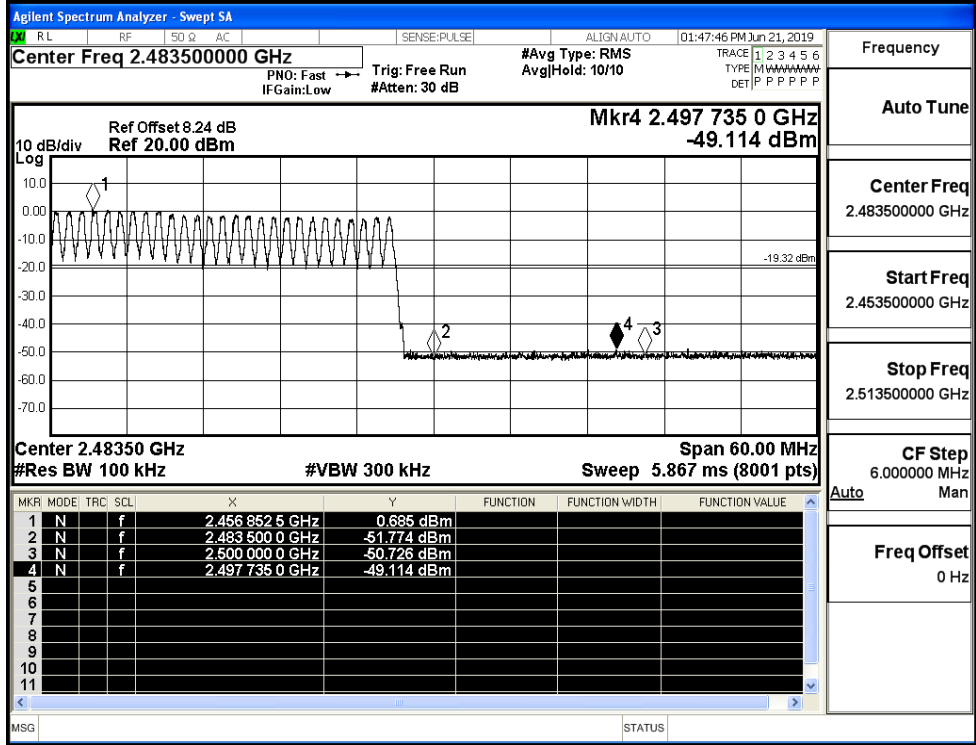 Agilent Spectrum Analyzer - Swept SA
LXI RL RF 50 Ω AC SENSE:PULSE ALIGN AUTO 01:47:46 PM Jun 21, 2019
Center Freq 2.483500000 GHz
PNO: Fast
IFGain:Low
Trig: Free Run
#Atten: 30 dB
#Avg Type: RMS
Avg|Hold: 10/10
TRACE 1 2 3 4 5 6
TYPE M WWWWW
DET P P P P P P
Frequency
Auto Tune
Center Freq
2.483500000 GHz
Start Freq
2.453500000 GHz
Stop Freq
2.513500000 GHz
CF Step
6.000000 MHz
Auto Man
Freq Offset
0 Hz
Mkr4 2.497 735 0 GHz
-49.114 dBm
Ref Offset 8.24 dB
10 dB/div Ref 20.00 dBm
Log
10.0
0.00
-10.0
-20.0
-30.0
-40.0
-50.0
-60.0
-70.0
1
-19.32 dBm
2
4
3
Center 2.48350 GHz Span 60.00 MHz
#Res BW 100 kHz #VBW 300 kHz Sweep 5.867 ms (8001 pts)
MKR MODE TRC SCL X Y FUNCTION FUNCTION WIDTH FUNCTION VALUE
1 N f 2.456 852 5 GHz 0.685 dBm
2 N f 2.483 500 0 GHz -51.774 dBm
3 N f 2.500 000 0 GHz -50.726 dBm
4 N f 2.497 735 0 GHz -49.114 dBm
5
6
7
8
9
10
11
MSG STATUS